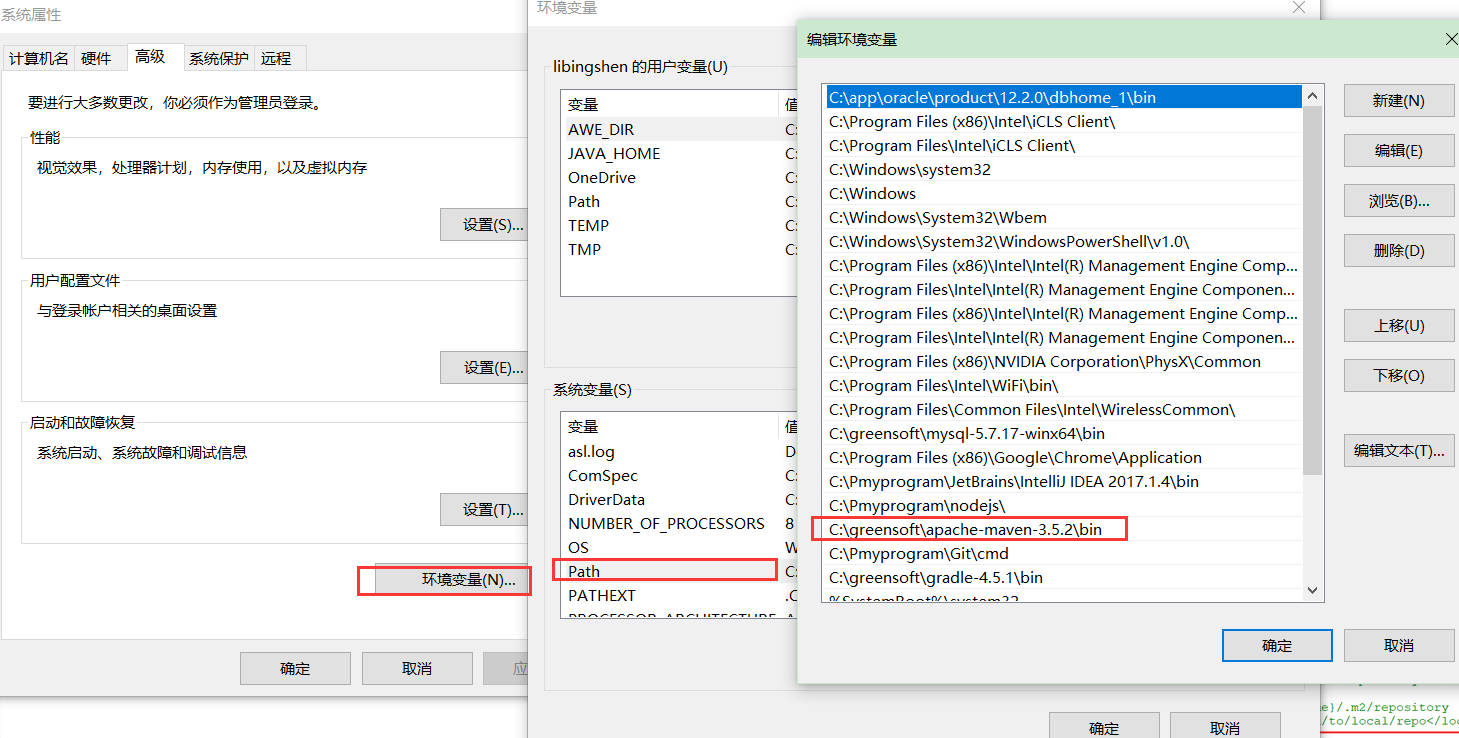 系统属性
计算机名
硬件
高级
系统保护
远程
要进行大多数更改，你必须作为管理员登录。
性能
视觉效果，处理器计划，内存使用，以及虚拟内存
设置(S)...
用户配置文件
与登录帐户相关的桌面设置
设置(E)...
启动和故障恢复
系统启动、系统故障和调试信息
设置(T)...
环境变量(N)...
确定
取消
应
环境变量
libingshen 的用户变量(U)
变量
值
AWE_DIR
C:
JAVA_HOME
C:
OneDrive
C:
Path
C:
TEMP
C:
TMP
C:
系统变量(S)
变量
值
asl.log
D
ComSpec
C:
DriverData
C:
NUMBER_OF_PROCESSORS
8
OS
W
Path
C:
PATHEXT
.C
PROCESSOR_ARCHITECTURE
确定
取消
编辑环境变量
C:\app\oracle\product\12.2.0\dbhome_1\bin
C:\Program Files (x86)\Intel\iCLS Client\
C:\Program Files\Intel\iCLS Client\
C:\Windows\system32
C:\Windows
C:\Windows\System32\Wbem
C:\Windows\System32\WindowsPowerShell\v1.0\
C:\Program Files (x86)\Intel\Intel(R) Management Engine Comp...
C:\Program Files\Intel\Intel(R) Management Engine Componen...
C:\Program Files (x86)\Intel\Intel(R) Management Engine Comp...
C:\Program Files\Intel\Intel(R) Management Engine Componen...
C:\Program Files (x86)\NVIDIA Corporation\PhysX\Common
C:\Program Files\Intel\WiFi\bin\
C:\Program Files\Common Files\Intel\WirelessCommon\
C:\greensoft\mysql-5.7.17-winx64\bin
C:\Program Files (x86)\Google\Chrome\Application
C:\Pmyprogram\JetBrains\IntelliJ IDEA 2017.1.4\bin
C:\Pmyprogram\nodejs\
C:\greensoft\apache-maven-3.5.2\bin
C:\Pmyprogram\Git\cmd
C:\greensoft\gradle-4.5.1\bin
%SystemRoot%\system32
新建(N)
编辑(E)
浏览(B)...
删除(D)
上移(U)
下移(O)
编辑文本(T)...
确定
取消
e}/.m2/repository
/to/local/repo</loc